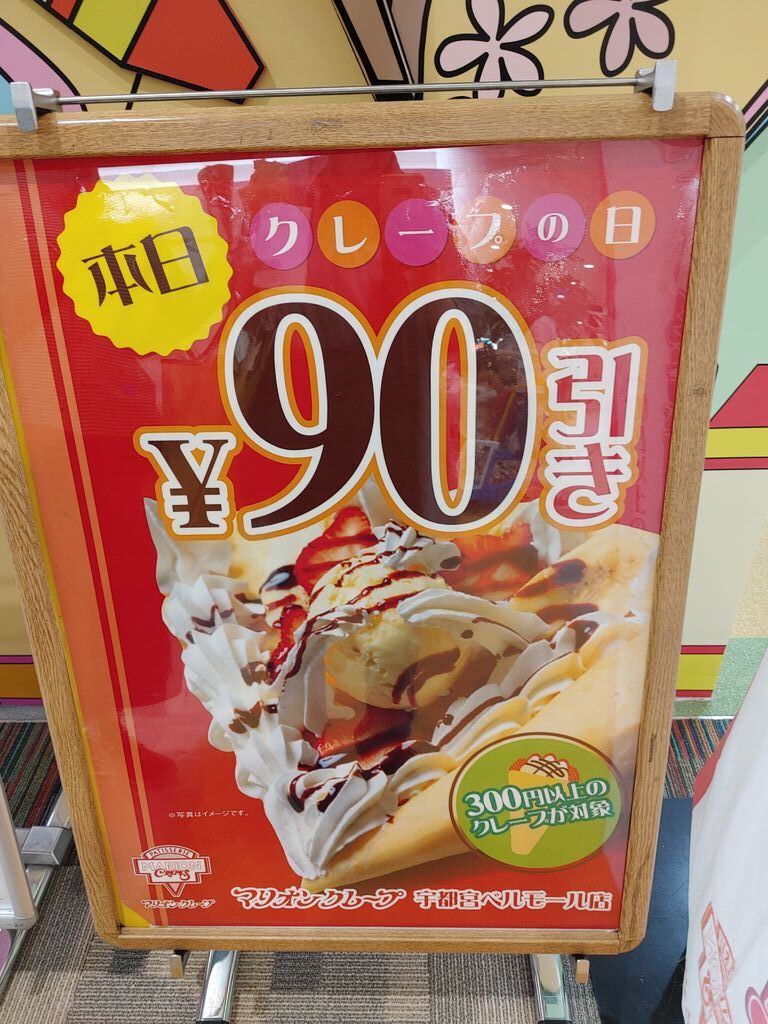 本日
クレープの日
¥90引き
300円以上の
クレープが対象
※写真はイメージです。
PATISSERIE
MARION
Crêpes
マリオンクレープ
マリオンクレープ 宇都宮ベルモール店